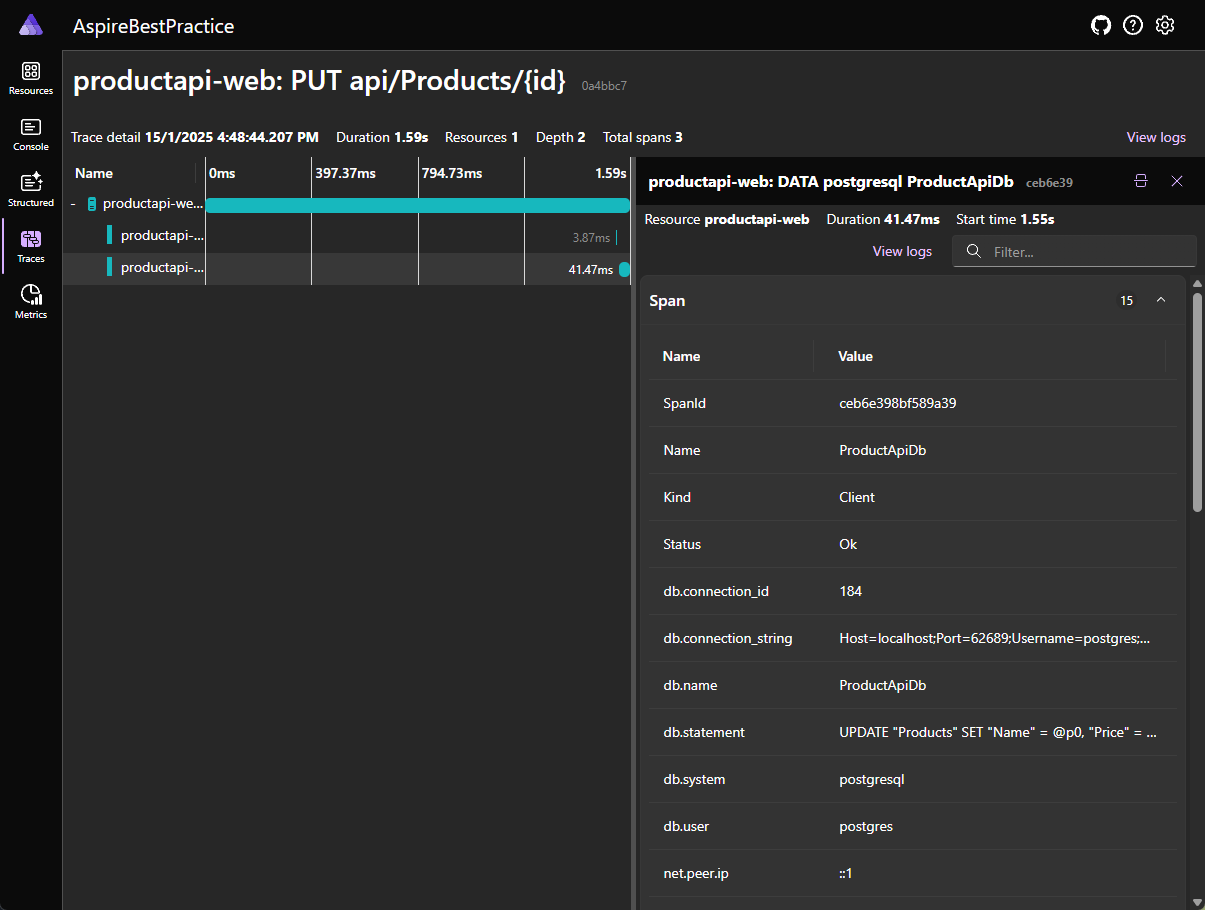 AspireBestPractice
Resources
Console
Structured
Traces
Metrics
productapi-web: PUT api/Products/{id} 0a4bbc7
Trace detail 15/1/2025 4:48:44.207 PM Duration 1.59s Resources 1 Depth 2 Total spans 3 View logs
Name 0ms 397.37ms 794.73ms 1.59s
- productapi-we...
productapi-... 3.87ms
productapi-... 41.47ms
productapi-web: DATA postgresql ProductApiDb ceb6e39
Resource productapi-web Duration 41.47ms Start time 1.55s
View logs Filter...
Span 15
Name Value
SpanId ceb6e398bf589a39
Name ProductApiDb
Kind Client
Status Ok
db.connection_id 184
db.connection_string Host=localhost;Port=62689;Username=postgres;...
db.name ProductApiDb
db.statement UPDATE "Products" SET "Name" = @p0, "Price" = ...
db.system postgresql
db.user postgres
net.peer.ip ::1